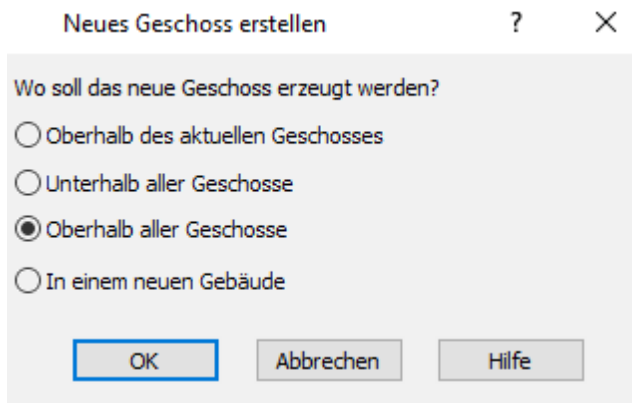 Neues Geschoss erstellen ?
Wo soll das neue Geschoss erzeugt werden?
Oberhalb des aktuellen Geschosses
Unterhalb aller Geschosse
Oberhalb aller Geschosse
In einem neuen Gebäude
OK Abbrechen Hilfe